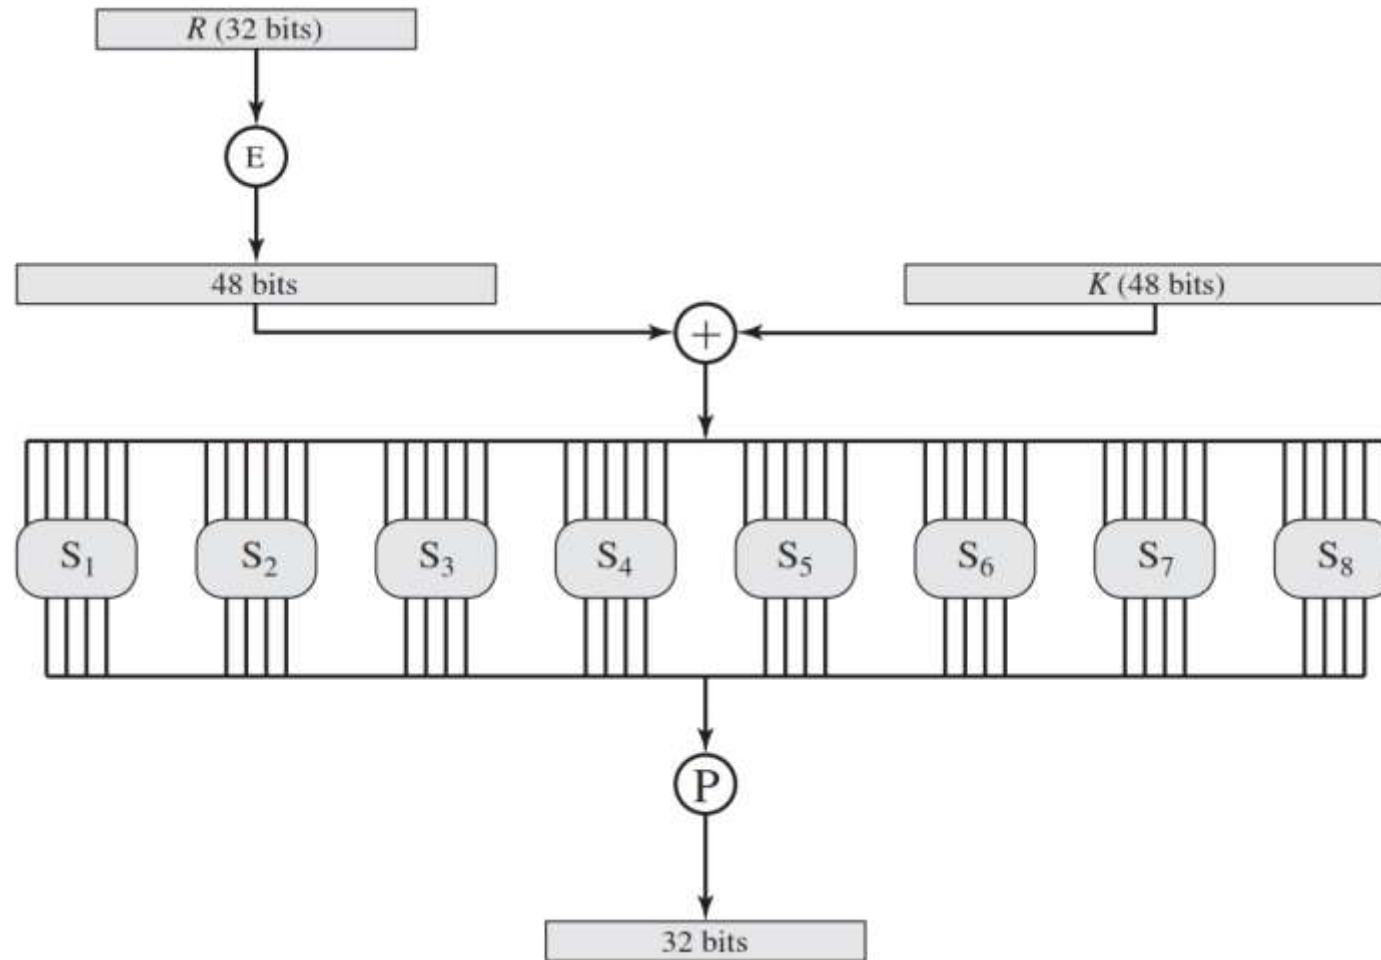 R (32 bits)
E
48 bits
K (48 bits)
+
S₁ S₂ S₃ S₄ S₅ S₆ S₇ S₈
P
32 bits